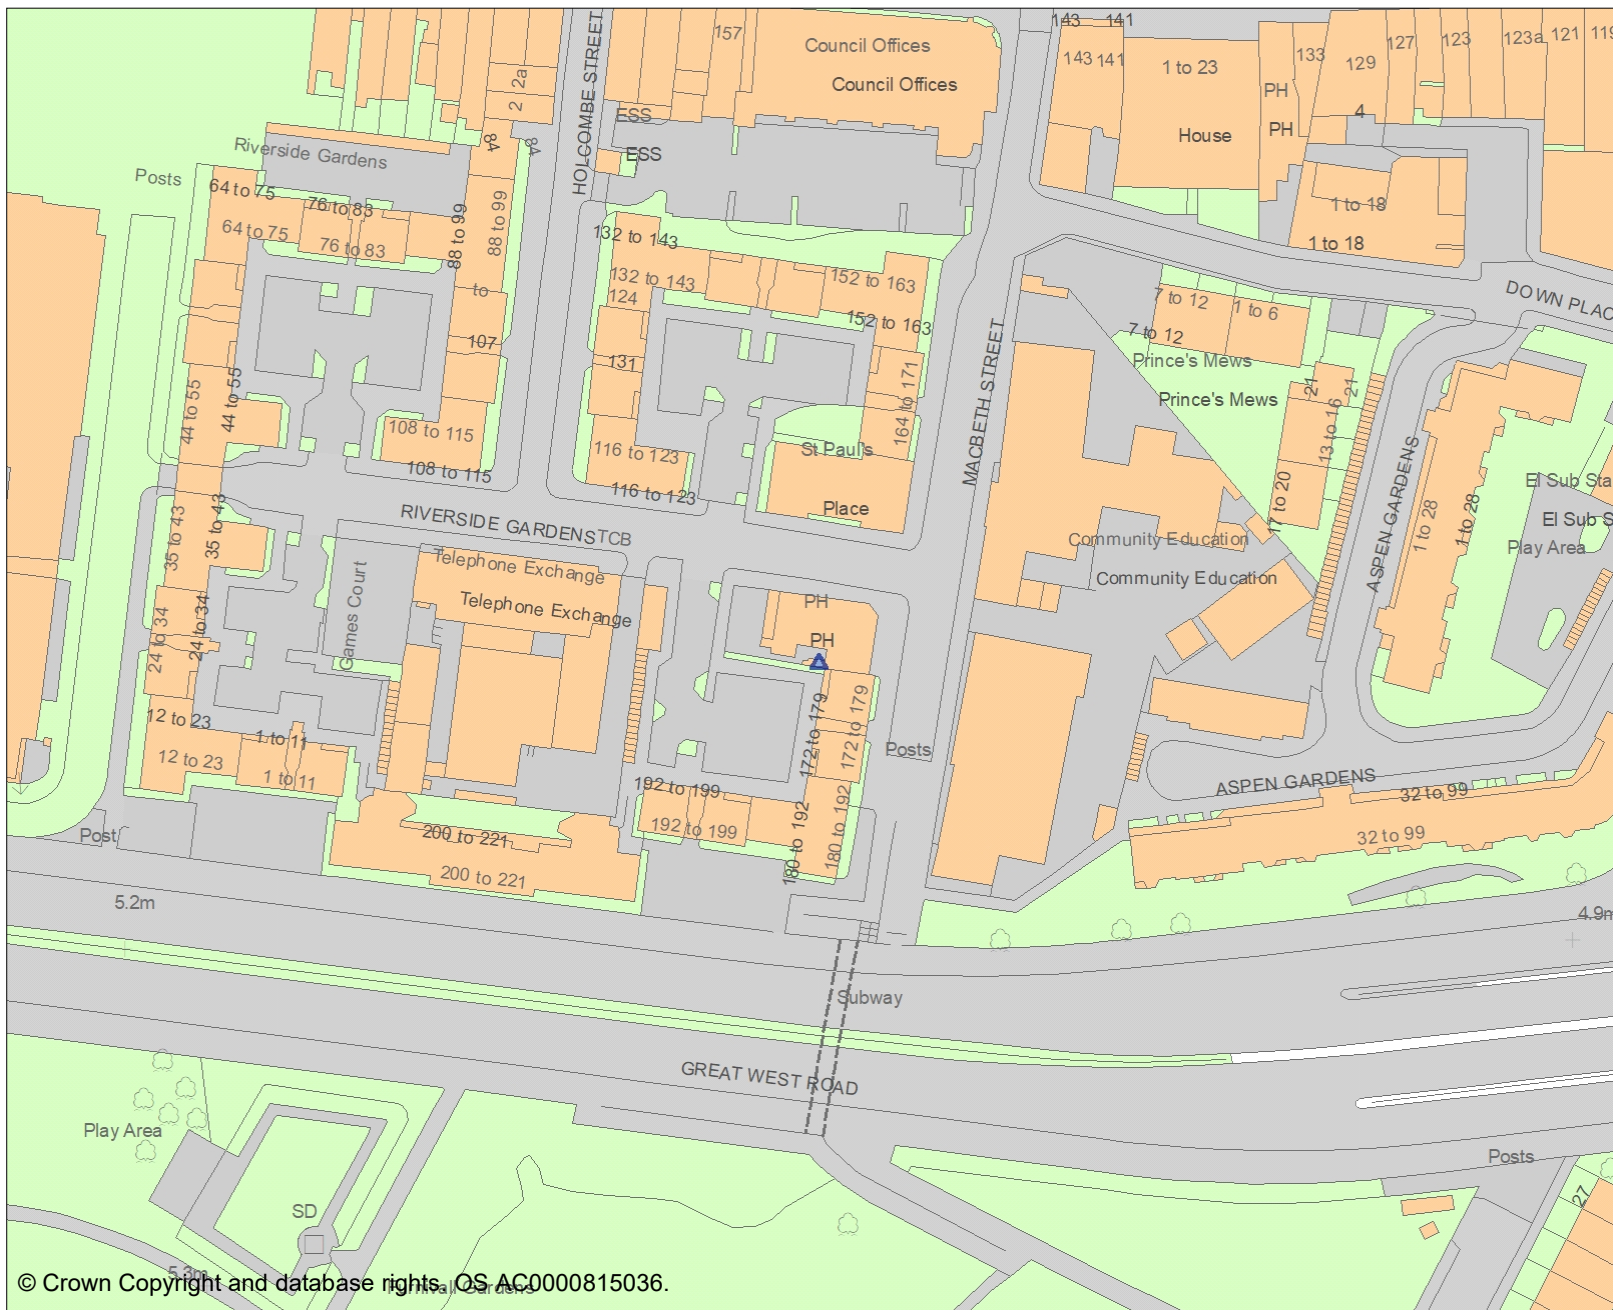 143 141
157
Council Offices
127
123
123a
121
119
133
129
143 141
1 to 23
Council Offices
2a
2
PH
4
HOLCOMBE STREET
ESS
House
PH
8A
8A
Riverside Gardens
ESS
Posts
64 to 75
76 to 83
1 to 18
64 to 75
76 to 83
88 to 99
88 to 99
132 to 143
1 to 18
132 to 143
152 to 163
to
124
7 to 12
1 to 6
DOWN PLAC
152 to 163
7 to 12
107
131
MACBETH STREET
Prince's Mews
Prince's Mews
21
21
44 to 55
44 to 55
164 to 171
13 to 16
108 to 115
116 to 123
St Paul's
108 to 115
116 to 123
Place
17 to 20
ASPEN GARDENS
El Sub Sta
1 to 28
1 to 28
El Sub S
35 to 43
35 to 43
RIVERSIDE GARDENS
TCB
Community Education
Play Area
Telephone Exchange
Community Education
Games Court
Telephone Exchange
PH
24 to 34
24 to 34
PH
12 to 23
1 to 11
172 to 179
172 to 179
Posts
12 to 23
1 to 11
192 to 199
ASPEN GARDENS
32 to 99
192 to 199
180 to 192
180 to 192
Post
200 to 221
32 to 99
200 to 221
5.2m
4.9m
Subway
GREAT WEST ROAD
Play Area
Posts
27
SD
5.3m
Furnivall Gardens
© Crown Copyright and database rights. OS AC0000815036.